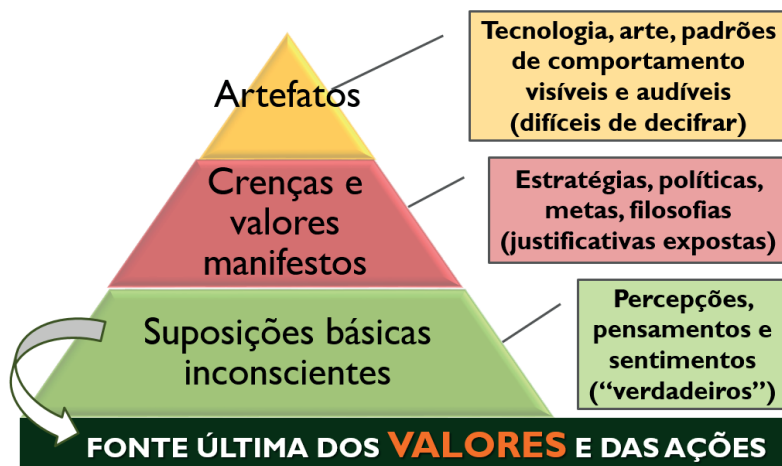 Artefatos
Tecnologia, arte, padrões
de comportamento
visíveis e audíveis
(difíceis de decifrar)
Crenças e
valores
manifestos
Estratégias, políticas,
metas, filosofias
(justificativas expostas)
Suposições básicas
inconscientes
Percepções,
pensamentos e
sentimentos
(“verdadeiros”)
FONTE ÚLTIMA DOS VALORES E DAS AÇÕES